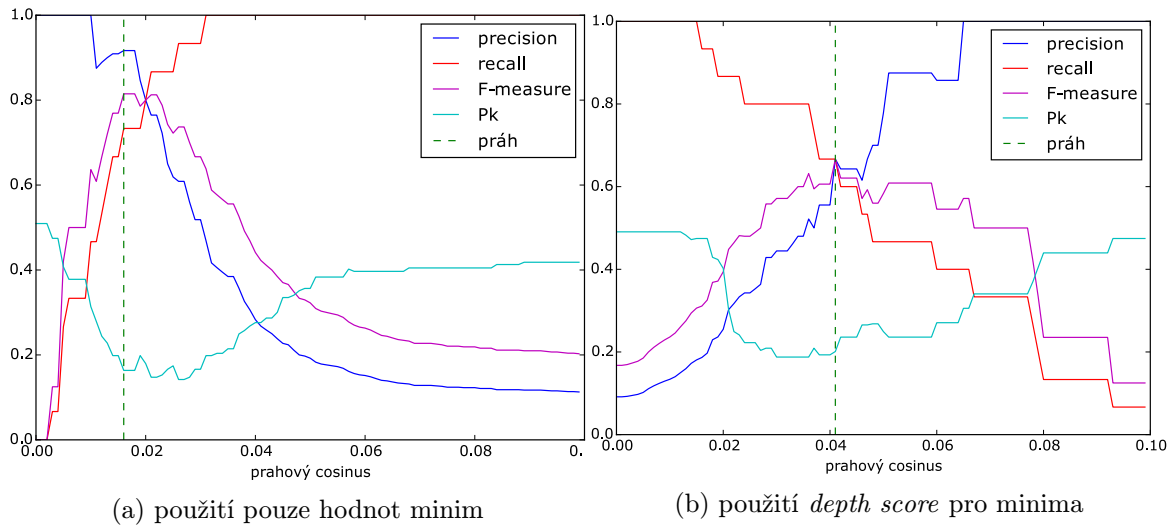 1.0
0.8
0.6
0.4
0.2
0.0
0.00 0.02 0.04 0.06 0.08 0.
prahový cosinus
precision
recall
F-measure
Pk
práh
(a) použití pouze hodnot minim
1.0
0.8
0.6
0.4
0.2
0.0
0.00 0.02 0.04 0.06 0.08 0.10
prahový cosinus
precision
recall
F-measure
Pk
práh
(b) použití depth score pro minima